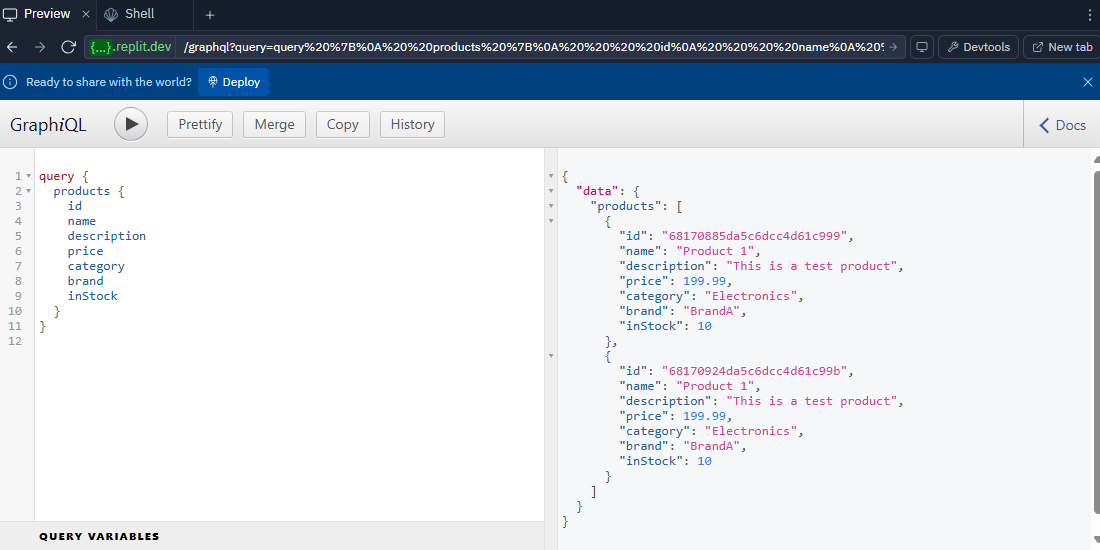 Preview
Shell
{...}.replit.dev
/graphql?query=query%20%7B%0A%20%20products%20%7B%0A%20%20%20%20id%0A%20%20%20%20name%0A%20%
Devtools
New tab
Ready to share with the world?
Deploy
GraphiQL
Prettify
Merge
Copy
History
Docs
1 query {
2 products {
3 id
4 name
5 description
6 price
7 category
8 brand
9 inStock
10 }
11 }
12
{
"data": {
"products": [
{
"id": "68170885da5c6dcc4d61c999",
"name": "Product 1",
"description": "This is a test product",
"price": 199.99,
"category": "Electronics",
"brand": "BrandA",
"inStock": 10
},
{
"id": "68170924da5c6dcc4d61c99b",
"name": "Product 1",
"description": "This is a test product",
"price": 199.99,
"category": "Electronics",
"brand": "BrandA",
"inStock": 10
}
]
}
}
QUERY VARIABLES